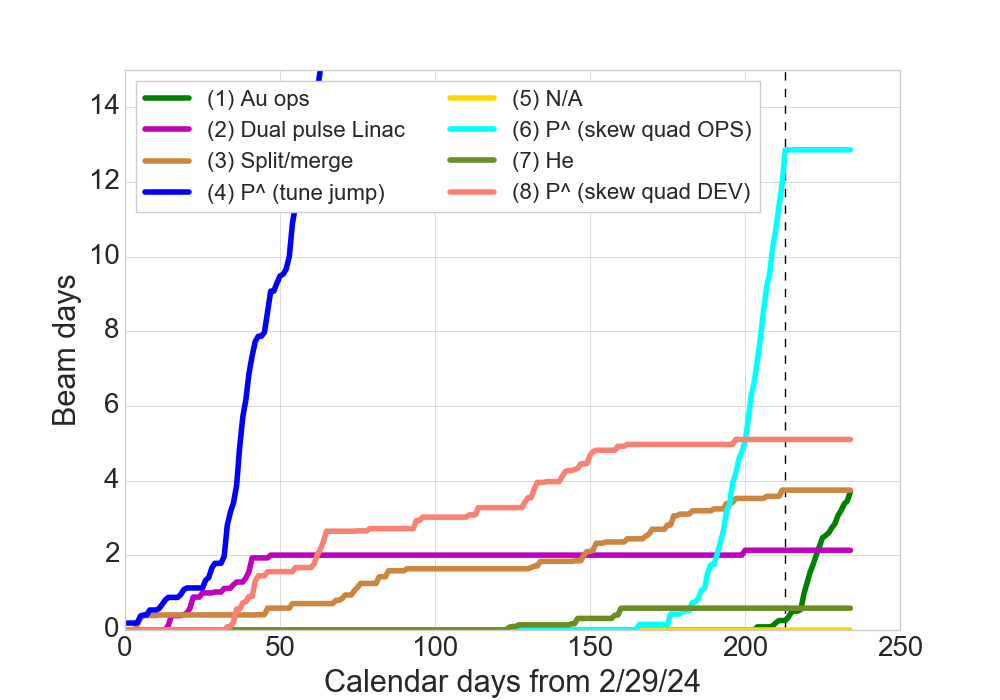 14
12
10
8
6
4
2
0
Beam days
(1) Au ops
(2) Dual pulse Linac
(3) Split/merge
(4) P^ (tune jump)
(5) N/A
(6) P^ (skew quad OPS)
(7) He
(8) P^ (skew quad DEV)
0 50 100 150 200 250
Calendar days from 2/29/24